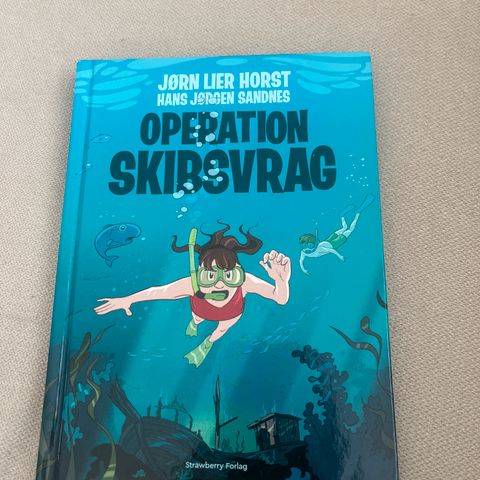 JØRN LIER HORST
HANS JØRGEN SANDNES
OPERATION
SKIBSVRAG
Strawberry Forlag